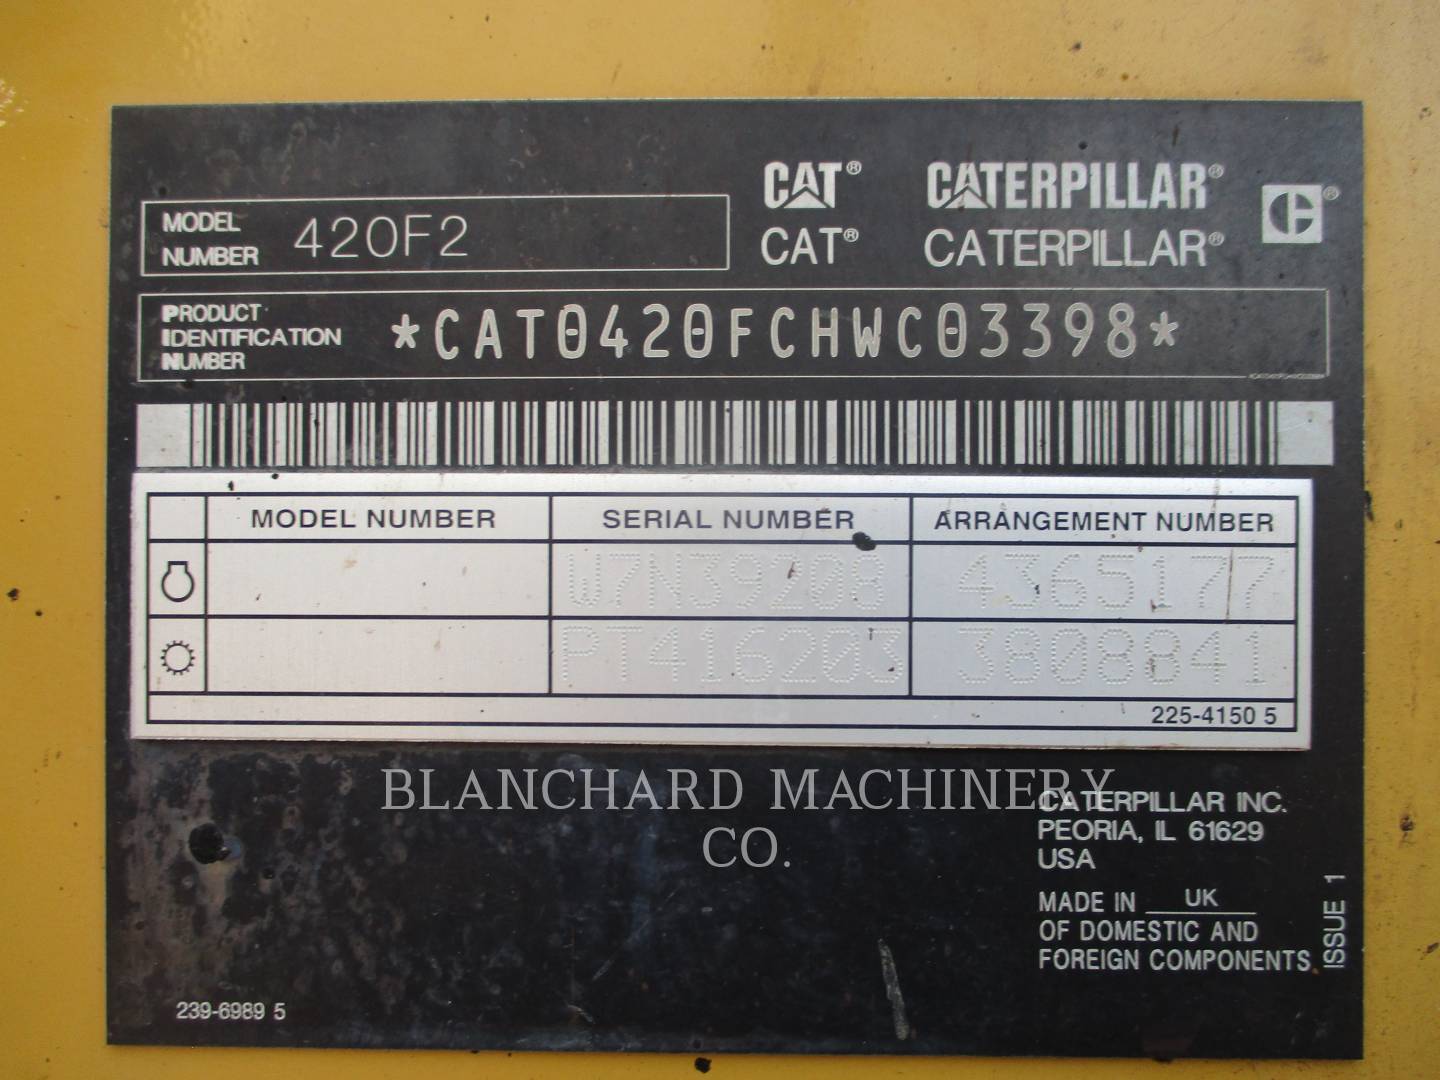 CAT® CATERPILLAR® CE®
MODEL NUMBER 420F2
CAT® CATERPILLAR®
PRODUCT IDENTIFICATION NUMBER *CAT0420FCHWC03398*
MODEL NUMBER SERIAL NUMBER ARRANGEMENT NUMBER
W7N39208 4365177
PT416203 3808841
225-4150 5
BLANCHARD MACHINERY
CO.
CATERPILLAR INC.
PEORIA, IL 61629
USA
MADE IN UK
OF DOMESTIC AND
FOREIGN COMPONENTS
ISSUE 1
239-6989 5